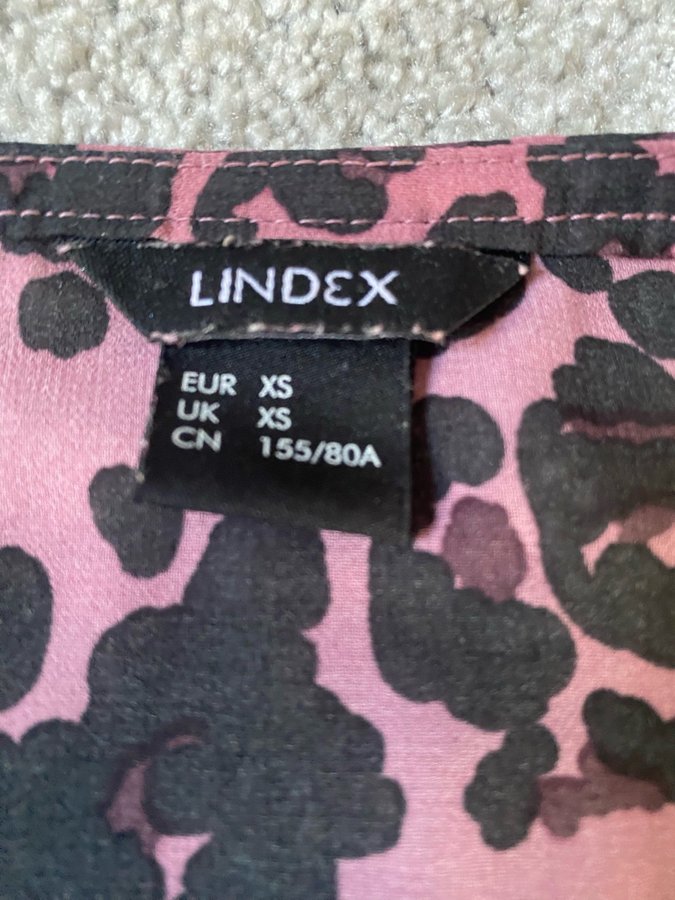 LINDEX
EUR XS
UK XS
CN 155/80A